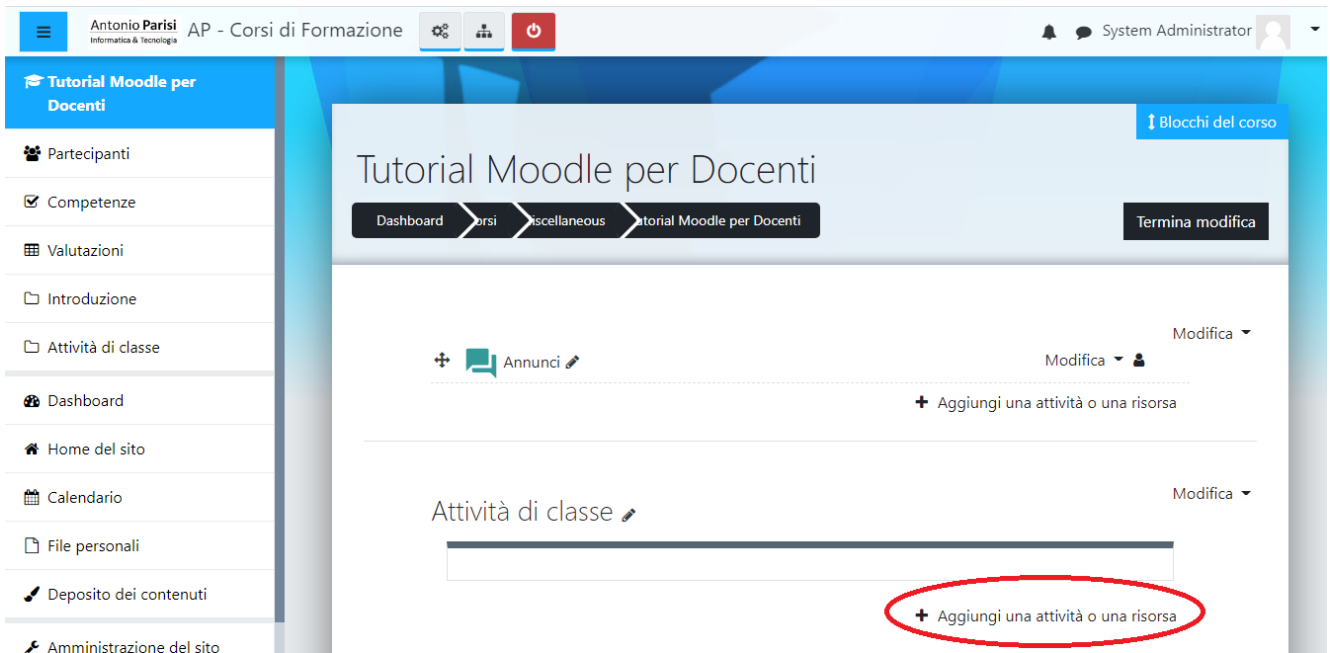 Antonio Parisi
Informatica & Tecnologia
AP - Corsi di Formazione
System Administrator
Tutorial Moodle per
Docenti
Partecipanti
Competenze
Valutazioni
Introduzione
Attività di classe
Dashboard
Home del sito
Calendario
File personali
Deposito dei contenuti
Amministrazione del sito
Blocchi del corso
Tutorial Moodle per Docenti
Dashboard orsi iscellaneous utorial Moodle per Docenti
Termina modifica
Modifica
Annunci
Modifica
Aggiungi una attività o una risorsa
Modifica
Attività di classe
Aggiungi una attività o una risorsa